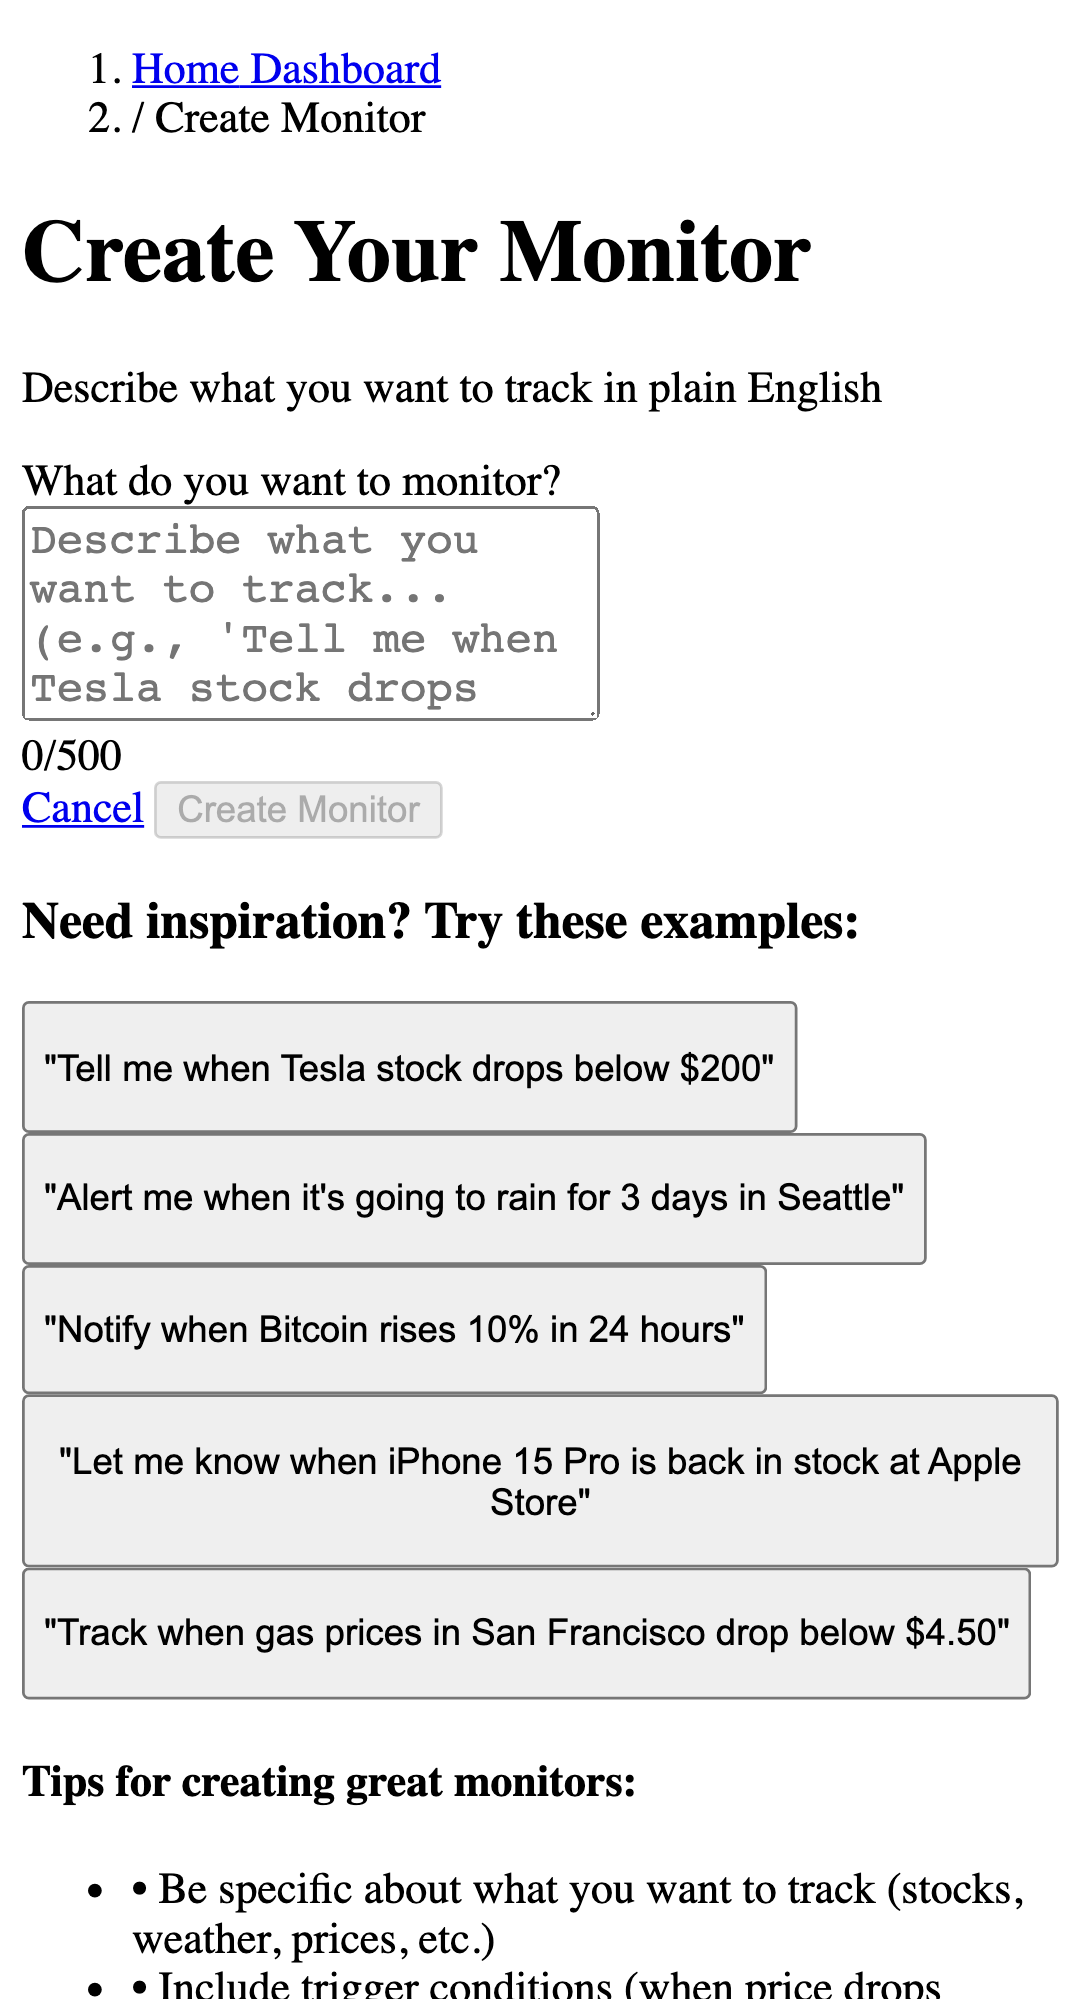 1. Home Dashboard
2. / Create Monitor
Create Your Monitor
Describe what you want to track in plain English
What do you want to monitor?
Describe what you
want to track...
(e.g., 'Tell me when
Tesla stock drops
0/500
Cancel Create Monitor
Need inspiration? Try these examples:
"Tell me when Tesla stock drops below $200"
"Alert me when it's going to rain for 3 days in Seattle"
"Notify when Bitcoin rises 10% in 24 hours"
"Let me know when iPhone 15 Pro is back in stock at Apple
Store"
"Track when gas prices in San Francisco drop below $4.50"
Tips for creating great monitors:
• • Be specific about what you want to track (stocks,
weather, prices, etc.)
• • Include trigger conditions (when price drops